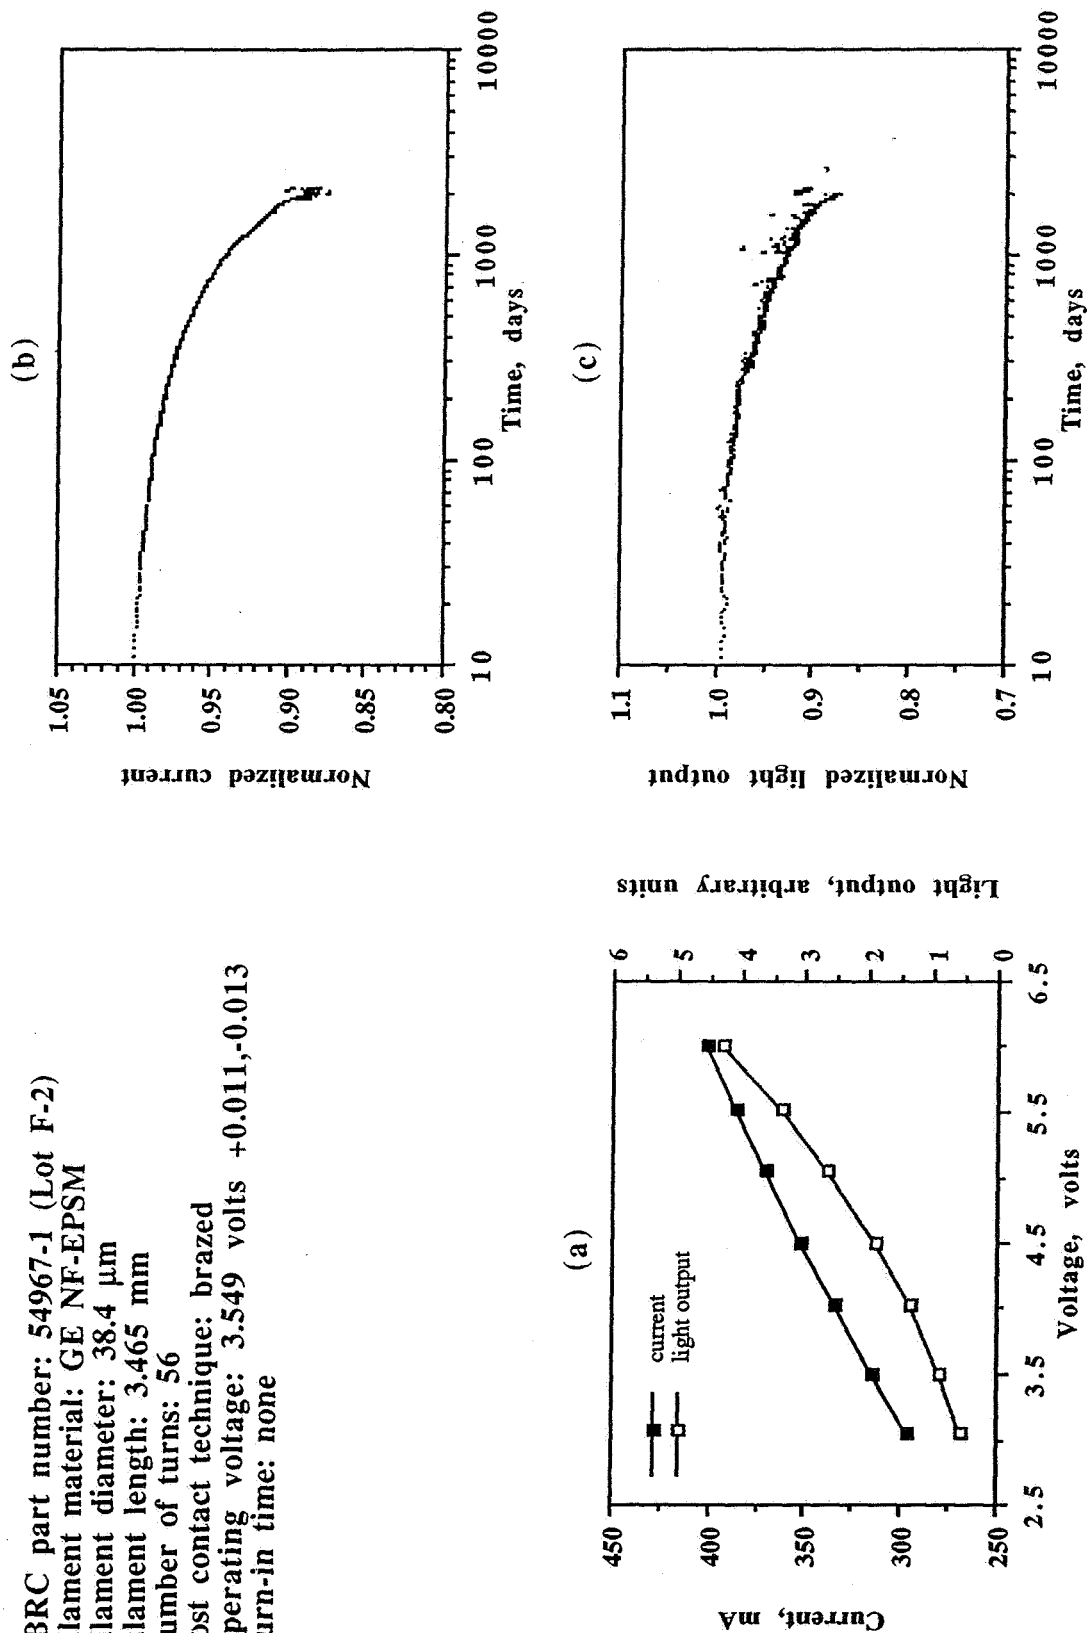 BRC part number: 54967-1 (Lot F-2)
lament material: GE NF-EPSM
lament diameter: 38.4 µm
lament length: 3.465 mm
umber of turns: 56
ost contact technique: brazed
perating voltage: 3.549 volts +0.011,-0.013
urn-in time: none
(b)
Normalized current
1.05
1.00
0.95
0.90
0.85
0.80
10
100
1000
10000
Time, days
(a)
current
light output
Current, mA
450
400
350
300
250
Light output, arbitrary units
6
5
4
3
2
1
0
2.5
3.5
4.5
5.5
6.5
Voltage, volts
(c)
Normalized light output
1.1
1.0
0.9
0.8
0.7
10
100
1000
10000
Time, days